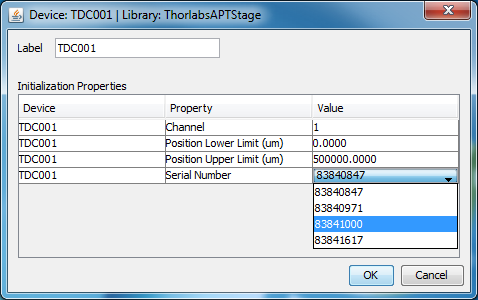 Device: TDC001 | Library: ThorlabsAPTStage
Label TDC001
Initialization Properties
Device Property Value
TDC001 Channel 1
TDC001 Position Lower Limit (um) 0.0000
TDC001 Position Upper Limit (um) 500000.0000
TDC001 Serial Number 83840847
83840847
83840971
83841000
83841617
OK Cancel